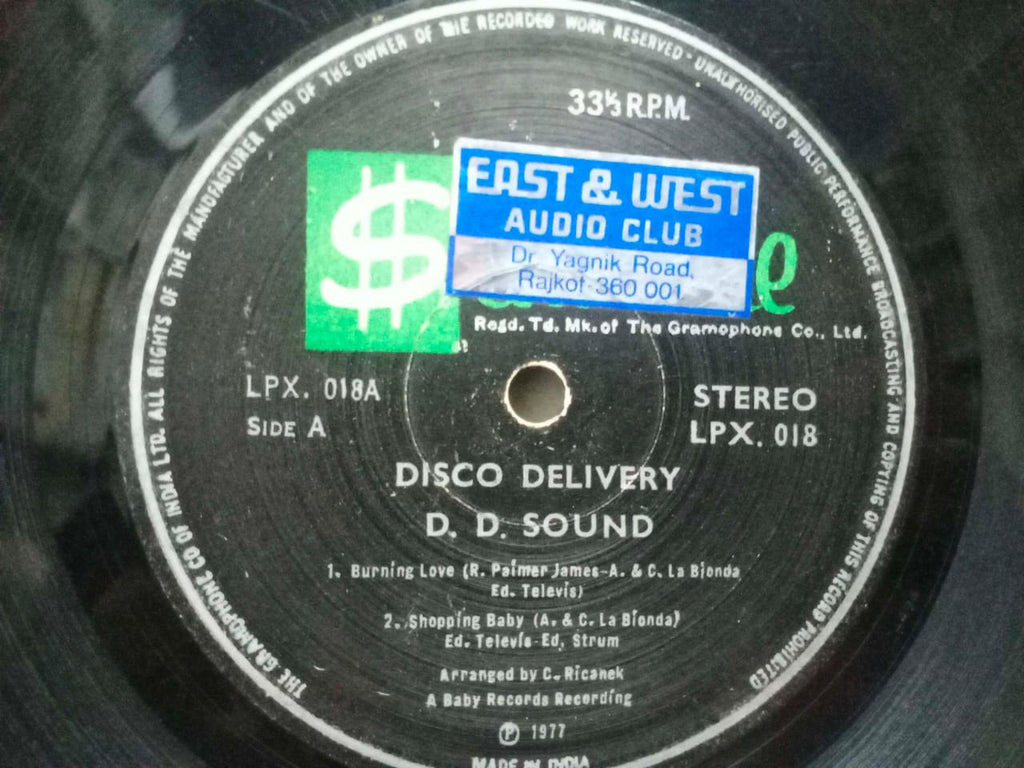 THE GRAMOPHONE CO OF INDIA LTD. ALL RIGHTS OF THE MANUFACTURER AND OF THE OWNER OF THE RECORDED WORK RESERVED · UNAUTHORISED PUBLIC PERFORMANCE BROADCASTING AND COPYING OF THIS RECORD PROHIBITED
33⅓ R.P.M.
$
EAST & WEST
AUDIO CLUB
Dr. Yagnik Road,
Rajkot-360 001
Regd. Td. Mk. of The Gramophone Co., Ltd.
LPX. 018A
SIDE A
STEREO
LPX. 018
DISCO DELIVERY
D. D. SOUND
1. Burning Love (R. Palmer James-A. & C. La Bionda
Ed. Televis)
2. Shopping Baby (A. & C. La Bionda)
Ed. Televis-Ed, Strum
Arranged by C. Ricanek
A Baby Records Recording
Ⓟ 1977
MADE IN INDIA